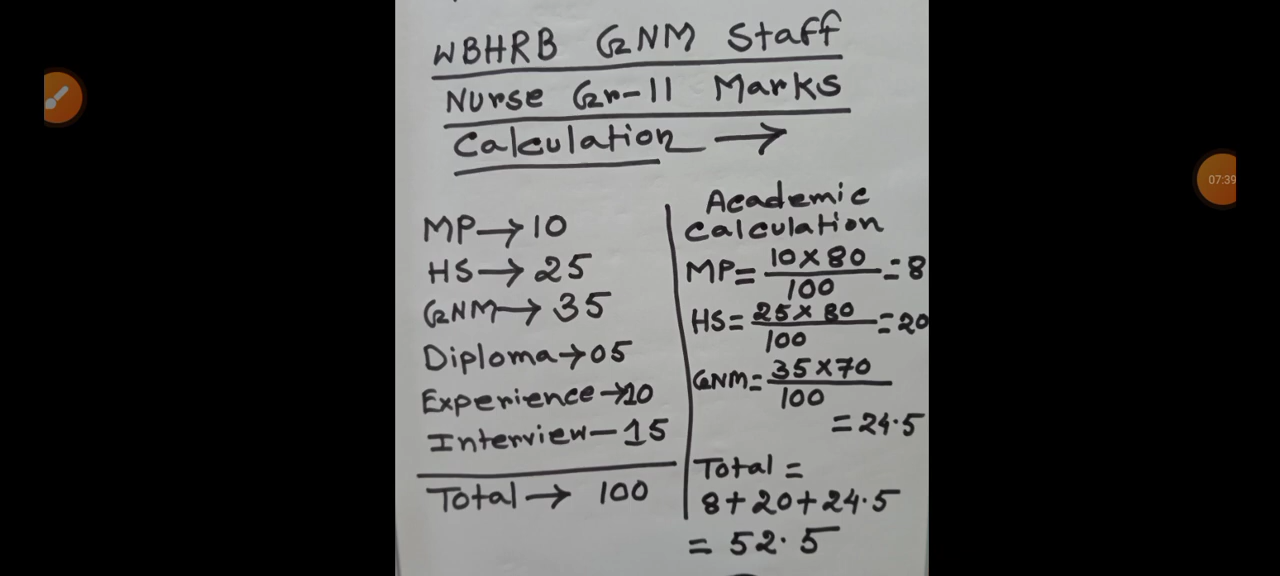 WBHRB GNM Staff
Nurse Gr-II Marks
Calculation →
MP → 10
HS → 25
GNM → 35
Diploma → 05
Experience → 10
Interview — 15
Total → 100
Academic
Calculation
MP = 10 × 80 / 100 = 8
HS = 25 × 80 / 100 = 20
GNM = 35 × 70 / 100
= 24.5
Total =
8 + 20 + 24.5
= 52.5
07:39